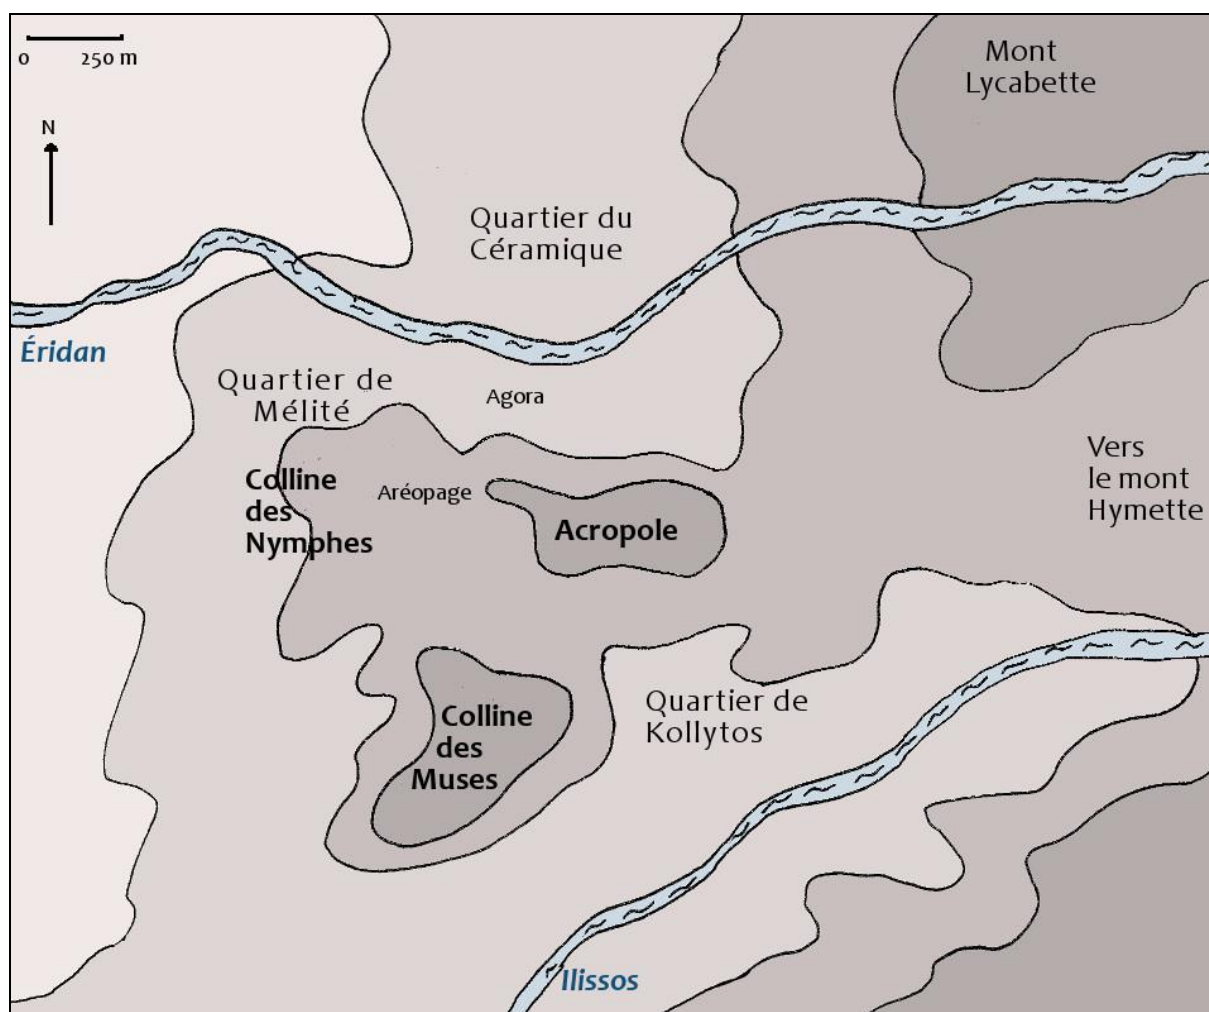 0 250 m
N
Mont
Lycabette
Quartier du
Céramique
Éridan
Quartier de
Mélité
Agora
Colline
des
Nymphes
Aréopage
Acropole
Vers
le mont
Hymette
Quartier de
Kollytos
Colline
des
Muses
Ilissos